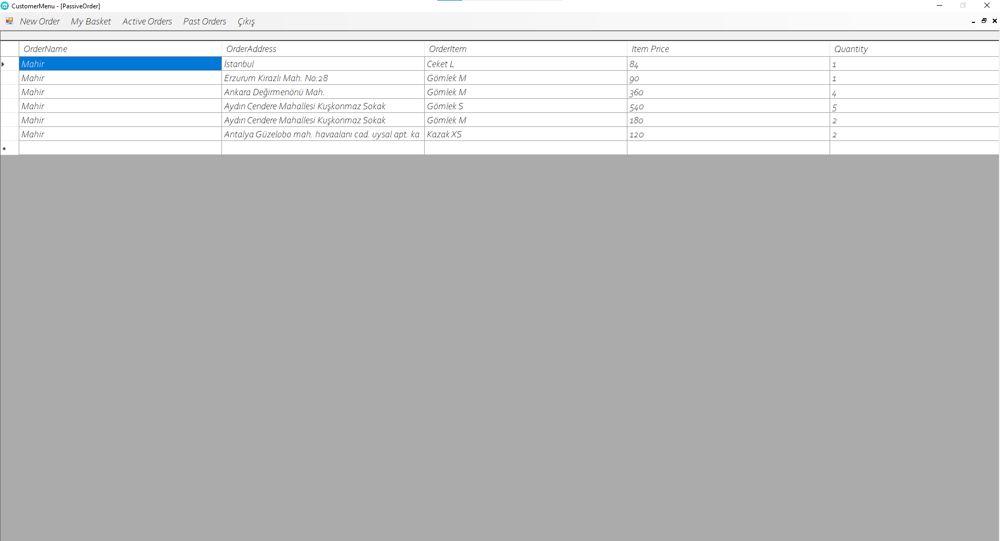 CustomerMenu - [PassiveOrder]
New Order My Basket Active Orders Past Orders Çıkış
OrderName OrderAddress OrderItem Item Price Quantity
Mahir İstanbul Ceket L 84 1
Mahir Erzurum Kirazlı Mah. No:28 Gömlek M 90 1
Mahir Ankara Değirmenönü Mah. Gömlek M 360 4
Mahir Aydın Cendere Mahallesi Kuşkonmaz Sokak Gömlek S 540 5
Mahir Aydın Cendere Mahallesi Kuşkonmaz Sokak Gömlek M 180 2
Mahir Antalya Güzelobo mah. havaalanı cad. uysal apt. ka Kazak XS 120 2